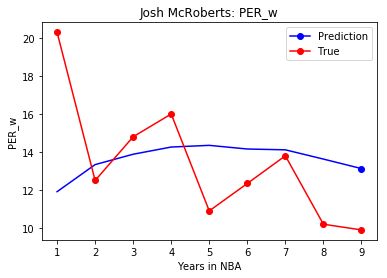 Josh McRoberts: PER_w
Prediction
True
PER_w
20
18
16
14
12
10
1 2 3 4 5 6 7 8 9
Years in NBA